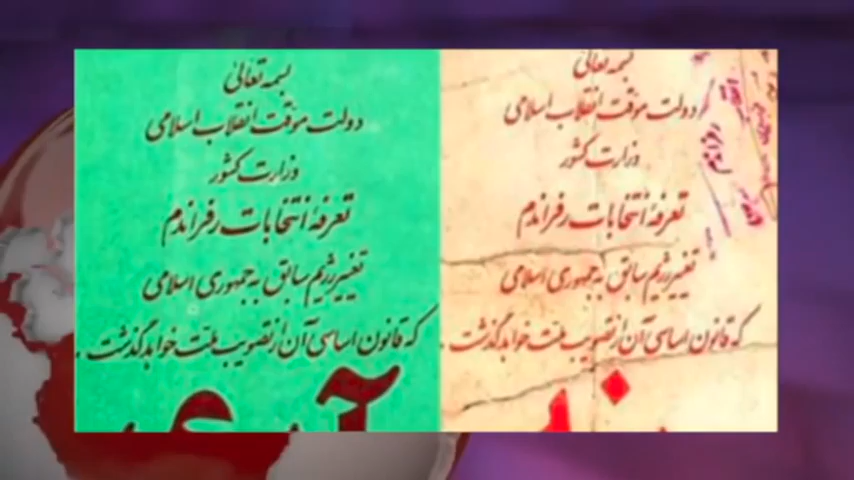 بسمه تعالی
دولت موقت انقلاب اسلامی
وزارت کشور
تعرفهٔ انتخابات رفراندم
تغییر رژیم سابق به جمهوری اسلامی
که قانون اساسی آن از تصویب ملت خواهد گذشت.
آری
بسمه تعالی
دولت موقت انقلاب اسلامی
وزارت کشور
تعرفهٔ انتخابات رفراندم
تغییر رژیم سابق به جمهوری اسلامی
که قانون اساسی آن از تصویب ملت خواهد گذشت.
نه